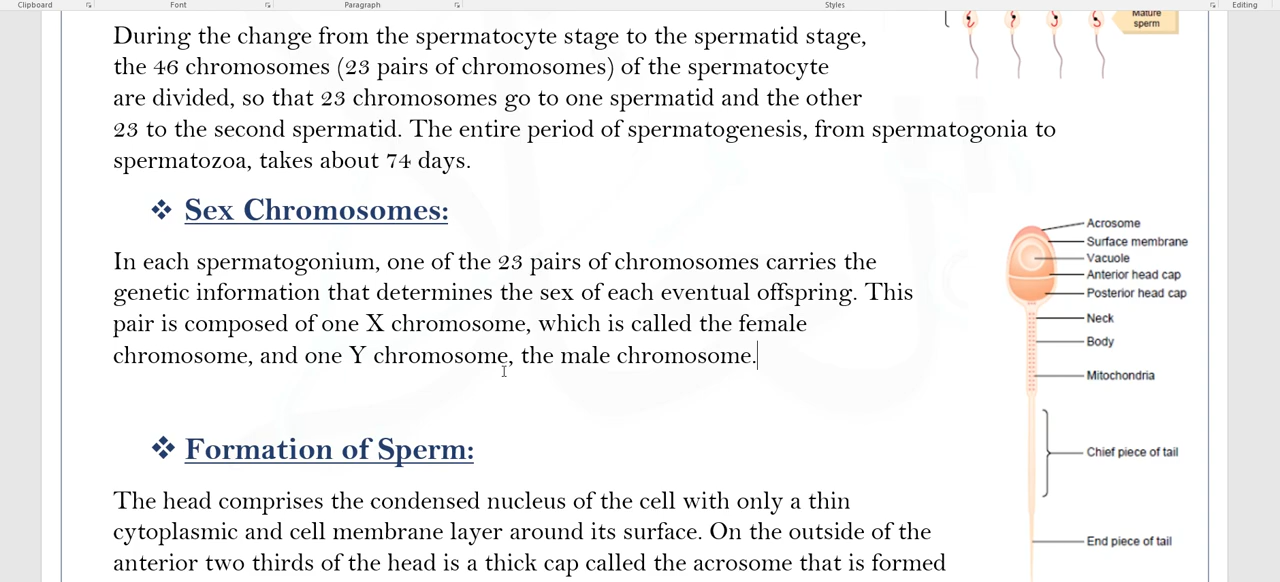 Clipboard
Font
Paragraph
Styles
Editing
Mature
sperm
During the change from the spermatocyte stage to the spermatid stage,
the 46 chromosomes (23 pairs of chromosomes) of the spermatocyte
are divided, so that 23 chromosomes go to one spermatid and the other
23 to the second spermatid. The entire period of spermatogenesis, from spermatogonia to
spermatozoa, takes about 74 days.
❖ Sex Chromosomes:
In each spermatogonium, one of the 23 pairs of chromosomes carries the
genetic information that determines the sex of each eventual offspring. This
pair is composed of one X chromosome, which is called the female
chromosome, and one Y chromosome, the male chromosome.
❖ Formation of Sperm:
The head comprises the condensed nucleus of the cell with only a thin
cytoplasmic and cell membrane layer around its surface. On the outside of the
anterior two thirds of the head is a thick cap called the acrosome that is formed
Acrosome
Surface membrane
Vacuole
Anterior head cap
Posterior head cap
Neck
Body
Mitochondria
Chief piece of tail
End piece of tail